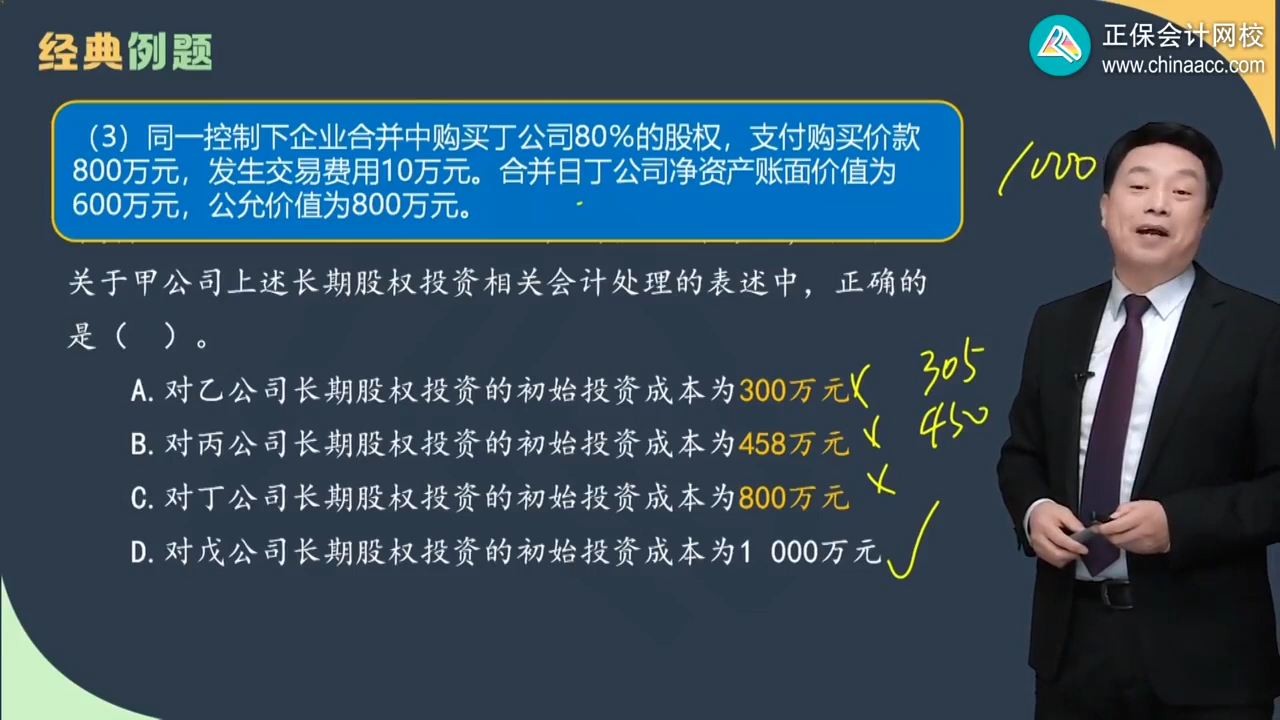 经典例题
正保会计网校
www.chinaacc.com
(3)同一控制下企业合并中购买丁公司80%的股权，支付购买价款
800万元，发生交易费用10万元。合并日丁公司净资产账面价值为
600万元，公允价值为800万元。
1000
关于甲公司上述长期股权投资相关会计处理的表述中，正确的
是（ ）。
A.对乙公司长期股权投资的初始投资成本为300万元
305
B.对丙公司长期股权投资的初始投资成本为458万元
450
C.对丁公司长期股权投资的初始投资成本为800万元
D.对戊公司长期股权投资的初始投资成本为1 000万元